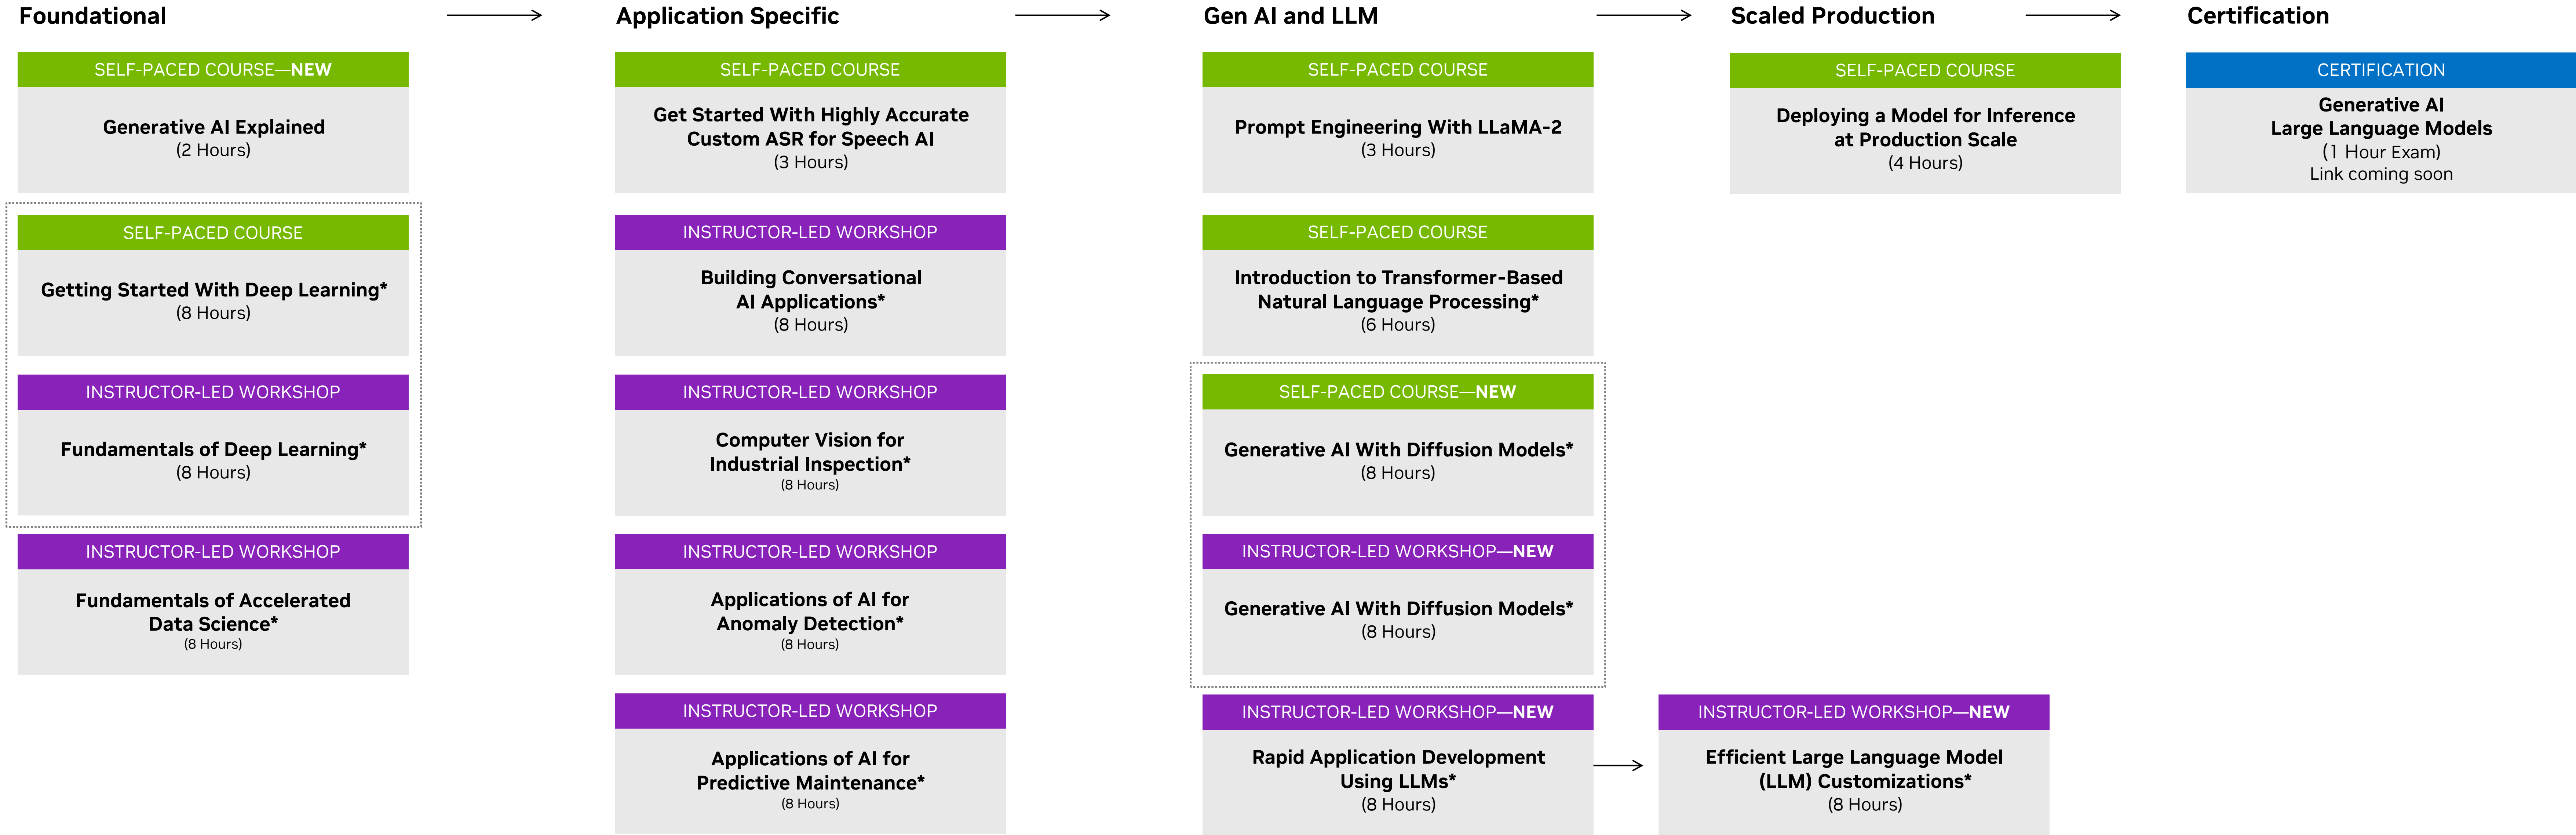 Foundational
SELF-PACED COURSE—NEW
Generative AI Explained
(2 Hours)
SELF-PACED COURSE
Getting Started With Deep Learning*
(8 Hours)
INSTRUCTOR-LED WORKSHOP
Fundamentals of Deep Learning*
(8 Hours)
INSTRUCTOR-LED WORKSHOP
Fundamentals of Accelerated
Data Science*
(8 Hours)
Application Specific
SELF-PACED COURSE
Get Started With Highly Accurate
Custom ASR for Speech AI
(3 Hours)
INSTRUCTOR-LED WORKSHOP
Building Conversational
AI Applications*
(8 Hours)
INSTRUCTOR-LED WORKSHOP
Computer Vision for
Industrial Inspection*
(8 Hours)
INSTRUCTOR-LED WORKSHOP
Applications of AI for
Anomaly Detection*
(8 Hours)
INSTRUCTOR-LED WORKSHOP
Applications of AI for
Predictive Maintenance*
(8 Hours)
Gen AI and LLM
SELF-PACED COURSE
Prompt Engineering With LLaMA-2
(3 Hours)
SELF-PACED COURSE
Introduction to Transformer-Based
Natural Language Processing*
(6 Hours)
SELF-PACED COURSE—NEW
Generative AI With Diffusion Models*
(8 Hours)
INSTRUCTOR-LED WORKSHOP—NEW
Generative AI With Diffusion Models*
(8 Hours)
INSTRUCTOR-LED WORKSHOP—NEW
Rapid Application Development
Using LLMs*
(8 Hours)
INSTRUCTOR-LED WORKSHOP—NEW
Efficient Large Language Model
(LLM) Customizations*
(8 Hours)
Scaled Production
SELF-PACED COURSE
Deploying a Model for Inference
at Production Scale
(4 Hours)
Certification
CERTIFICATION
Generative AI
Large Language Models
(1 Hour Exam)
Link coming soon